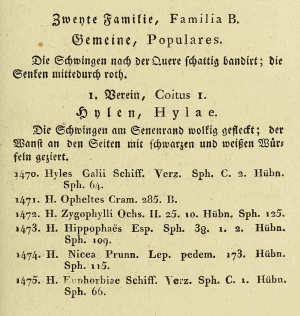 Zweyte Familie, Familia B.
Gemeine, Populares.
Die Schwingen nach der Quere schattig bandirt; die
Senken mittedurch roth.
1. Verein, Coitus 1.
Hylen, Hylae.
Die Schwingen am Senenrand wolkig gefleckt; der
Wanst an den Seiten mit schwarzen und weißen Wür-
feln geziert.
1470. Hyles Galii Schiff. Verz. Sph. C. 2. Hübn.
Sph. 64.
1471. H. Opheltes Cram. 285. B.
1472. H. Zygophylli Ochs. II. 25. 10. Hübn, Sph. 125.
1473. H. Hippophaës Esp. Sph. 38. 1. 2. Hübn.
Sph. 109.
1474. H. Nicea Prunn. Lep. pedem. 173. Hübn.
Sph. 115.
1475. H. Euphorbiae Schiff. Verz. Sph. C. 1. Hübn.
Sph. 66.